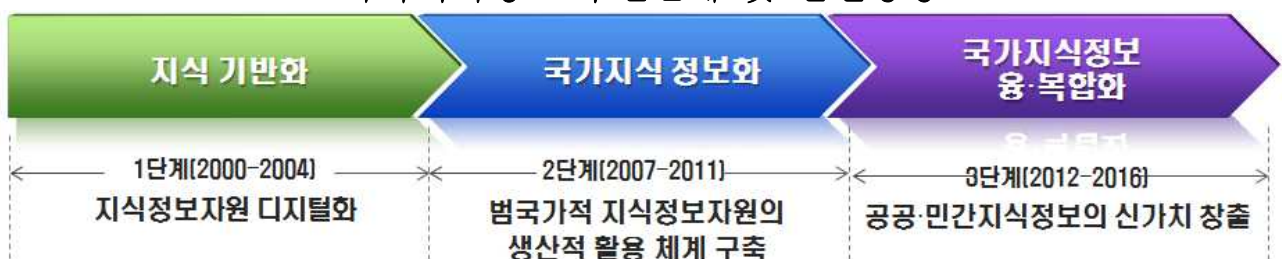 지식 기반화
국가지식 정보화
국가지식정보
융·복합화
1단계(2000-2004)
지식정보자원 디지털화
2단계(2007-2011)
범국가적 지식정보자원의
생산적 활용 체계 구축
3단계(2012-2016)
공공·민간지식정보의 신가치 창출